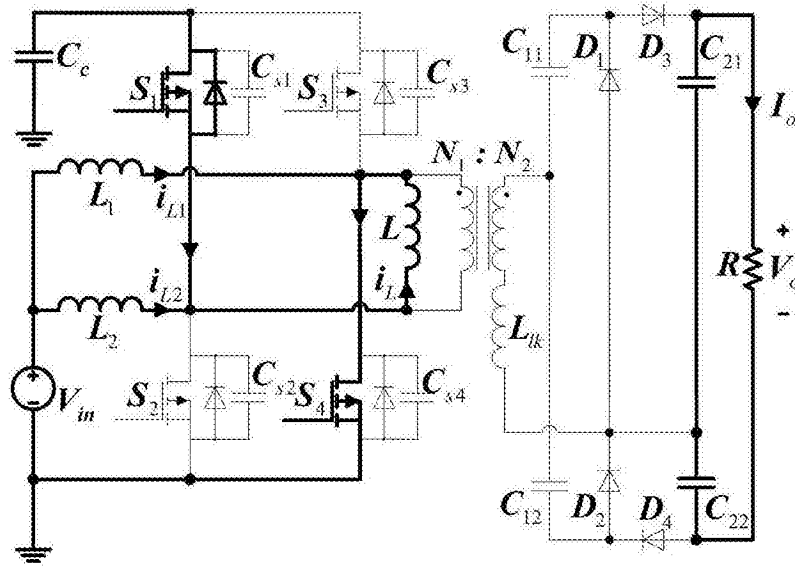 C_c
S_1
C_s1
S_3
C_s3
C_11
D_1
D_3
C_21
I_o
N_1 : N_2
L_1
i_L1
L
i_L
+
R
V_o
-
i_L2
L_2
L_lk
+
-
V_in
S_2
C_s2
S_4
C_s4
C_12
D_2
D_4
C_22